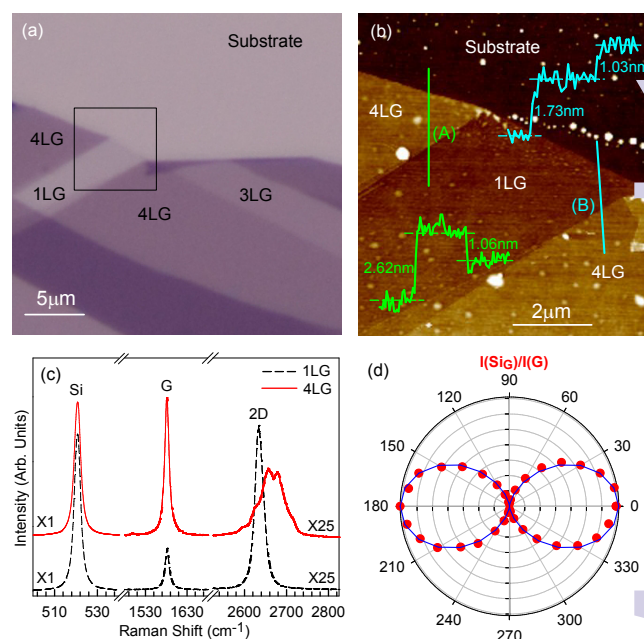 (a)
Substrate
4LG
1LG
4LG
3LG
5μm
(b)
Substrate
1.03nm
4LG
(A)
1.73nm
1LG
(B)
1.06nm
2.62nm
4LG
2μm
(c)
1LG
4LG
Si
G
2D
Intensity (Arb. Units)
X1
X25
X1
X25
510 530 1530 1630 2600 2700 2800
Raman Shift (cm⁻¹)
(d)
I(Si_G)/I(G)
90
120 60
150 30
180 0
210 330
240 300
270